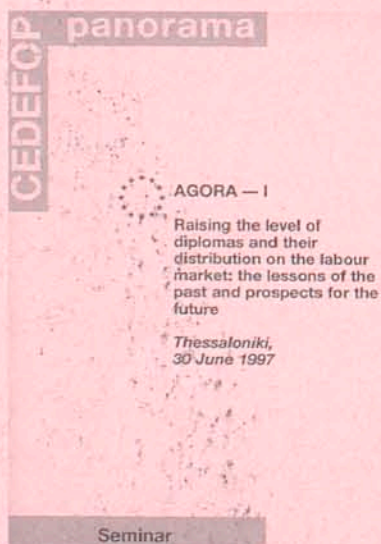 CEDEFOP
panorama
AGORA — I
Raising the level of
diplomas and their
distribution on the labour
market: the lessons of the
past and prospects for the
future
Thessaloniki,
30 June 1997
Seminar